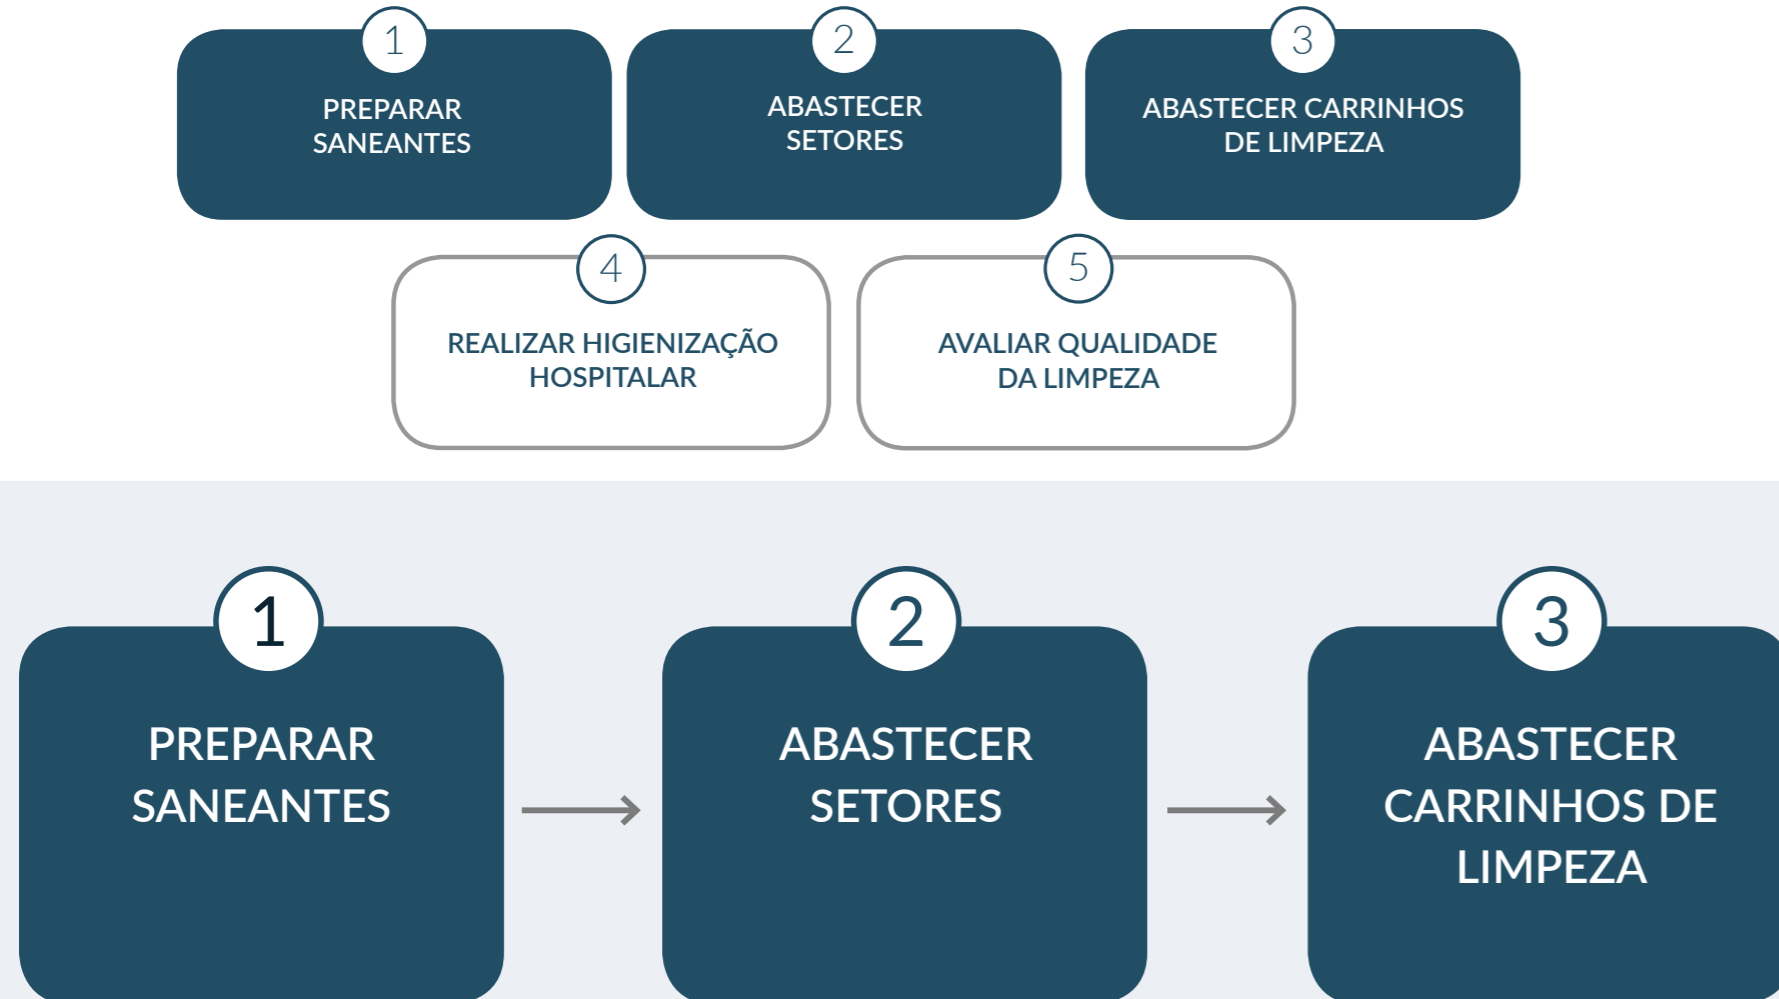 1
PREPARAR
SANEANTES
2
ABASTECER
SETORES
3
ABASTECER CARRINHOS
DE LIMPEZA
4
REALIZAR HIGIENIZAÇÃO
HOSPITALAR
5
AVALIAR QUALIDADE
DA LIMPEZA
1
PREPARAR
SANEANTES
2
ABASTECER
SETORES
3
ABASTECER
CARRINHOS DE
LIMPEZA